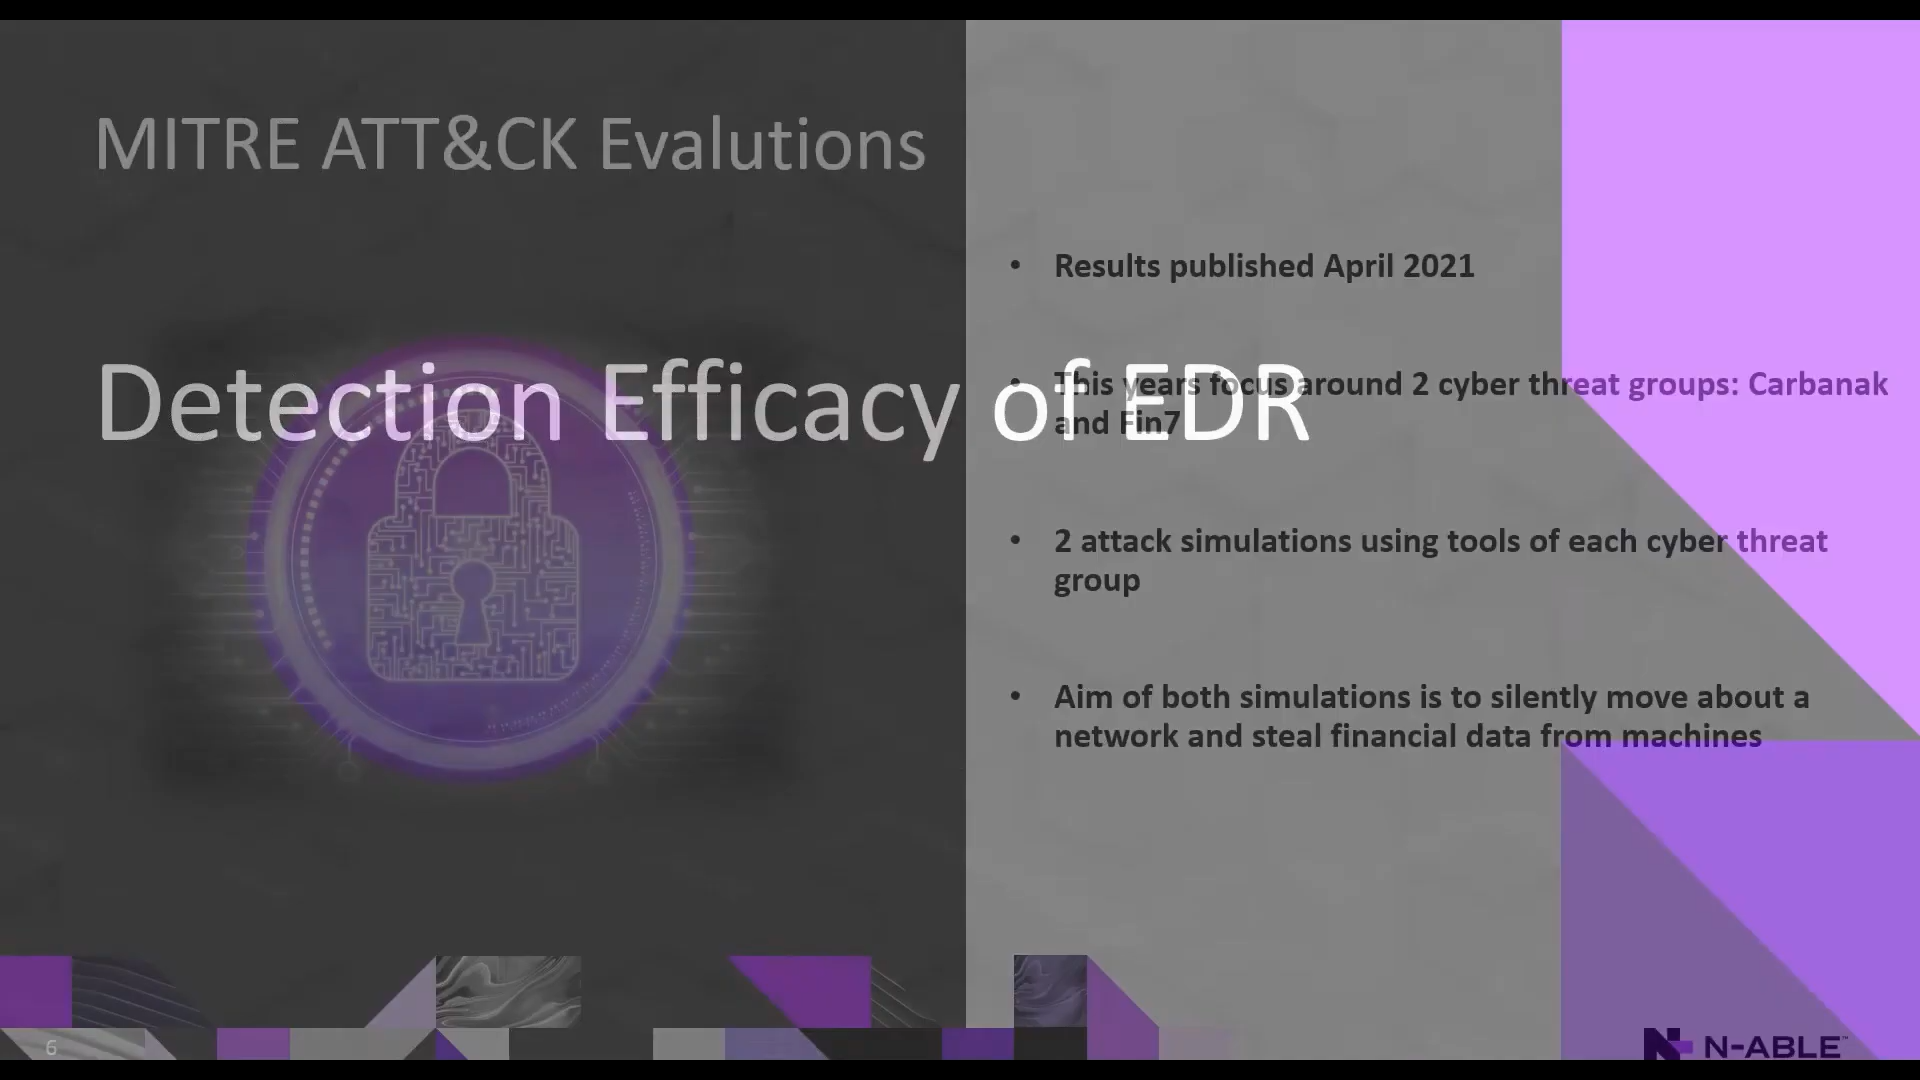 MITRE ATT&CK Evalutions
Detection Efficacy of EDR
• Results published April 2021
• This years focus around 2 cyber threat groups: Carbanak
and Fin7
• 2 attack simulations using tools of each cyber threat
group
• Aim of both simulations is to silently move about a
network and steal financial data from machines
6
N-ABLE™